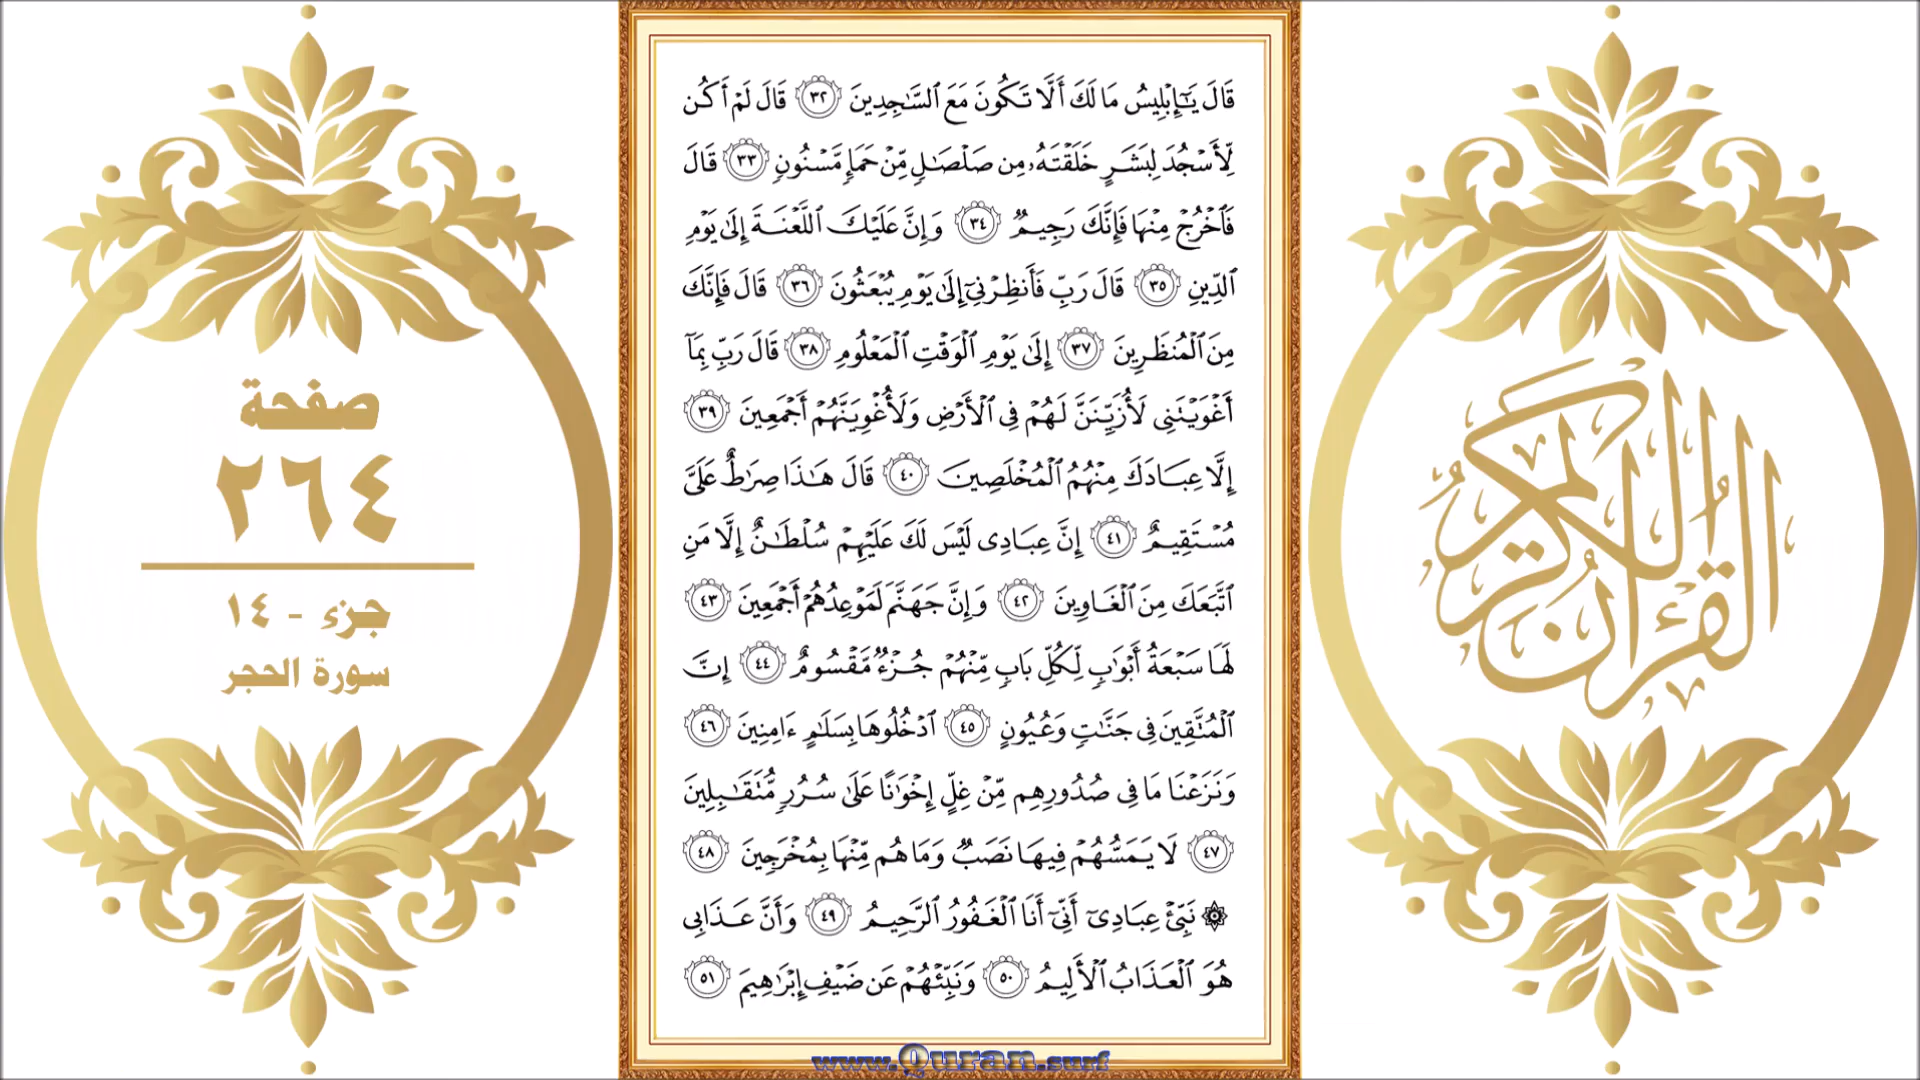 قَالَ يَٰٓإِبۡلِيسُ مَا لَكَ أَلَّا تَكُونَ مَعَ ٱلسَّٰجِدِينَ ٣٢ قَالَ لَمۡ أَكُن
لِّأَسۡجُدَ لِبَشَرٍ خَلَقۡتَهُۥ مِن صَلۡصَٰلٖ مِّنۡ حَمَإٖ مَّسۡنُونٖ ٣٣ قَالَ
فَٱخۡرُجۡ مِنۡهَا فَإِنَّكَ رَجِيمٞ ٣٤ وَإِنَّ عَلَيۡكَ ٱللَّعۡنَةَ إِلَىٰ يَوۡمِ
ٱلدِّينِ ٣٥ قَالَ رَبِّ فَأَنظِرۡنِيٓ إِلَىٰ يَوۡمِ يُبۡعَثُونَ ٣٦ قَالَ فَإِنَّكَ
مِنَ ٱلۡمُنظَرِينَ ٣٧ إِلَىٰ يَوۡمِ ٱلۡوَقۡتِ ٱلۡمَعۡلُومِ ٣٨ قَالَ رَبِّ بِمَآ
أَغۡوَيۡتَنِي لَأُزَيِّنَنَّ لَهُمۡ فِي ٱلۡأَرۡضِ وَلَأُغۡوِيَنَّهُمۡ أَجۡمَعِينَ ٣٩
إِلَّا عِبَادَكَ مِنۡهُمُ ٱلۡمُخۡلَصِينَ ٤٠ قَالَ هَٰذَا صِرَٰطٌ عَلَيَّ
مُسۡتَقِيمٌ ٤١ إِنَّ عِبَادِي لَيۡسَ لَكَ عَلَيۡهِمۡ سُلۡطَٰنٌ إِلَّا مَنِ
ٱتَّبَعَكَ مِنَ ٱلۡغَاوِينَ ٤٢ وَإِنَّ جَهَنَّمَ لَمَوۡعِدُهُمۡ أَجۡمَعِينَ ٤٣
لَهَا سَبۡعَةُ أَبۡوَٰبٖ لِّكُلِّ بَابٖ مِّنۡهُمۡ جُزۡءٞ مَّقۡسُومٌ ٤٤ إِنَّ
ٱلۡمُتَّقِينَ فِي جَنَّٰتٖ وَعُيُونٍ ٤٥ ٱدۡخُلُوهَا بِسَلَٰمٍ ءَامِنِينَ ٤٦
وَنَزَعۡنَا مَا فِي صُدُورِهِم مِّنۡ غِلٍّ إِخۡوَٰنًا عَلَىٰ سُرُرٖ مُّتَقَٰبِلِينَ
٤٧ لَا يَمَسُّهُمۡ فِيهَا نَصَبٞ وَمَا هُم مِّنۡهَا بِمُخۡرَجِينَ ٤٨
۞ نَبِّئۡ عِبَادِيٓ أَنِّيٓ أَنَا ٱلۡغَفُورُ ٱلرَّحِيمُ ٤٩ وَأَنَّ عَذَابِي
هُوَ ٱلۡعَذَابُ ٱلۡأَلِيمُ ٥٠ وَنَبِّئۡهُمۡ عَن ضَيۡفِ إِبۡرَٰهِيمَ ٥١
صفحة
٢٦٤
جزء - ١٤
سورة الحجر
القرآن الكريم
www.Quran.surf